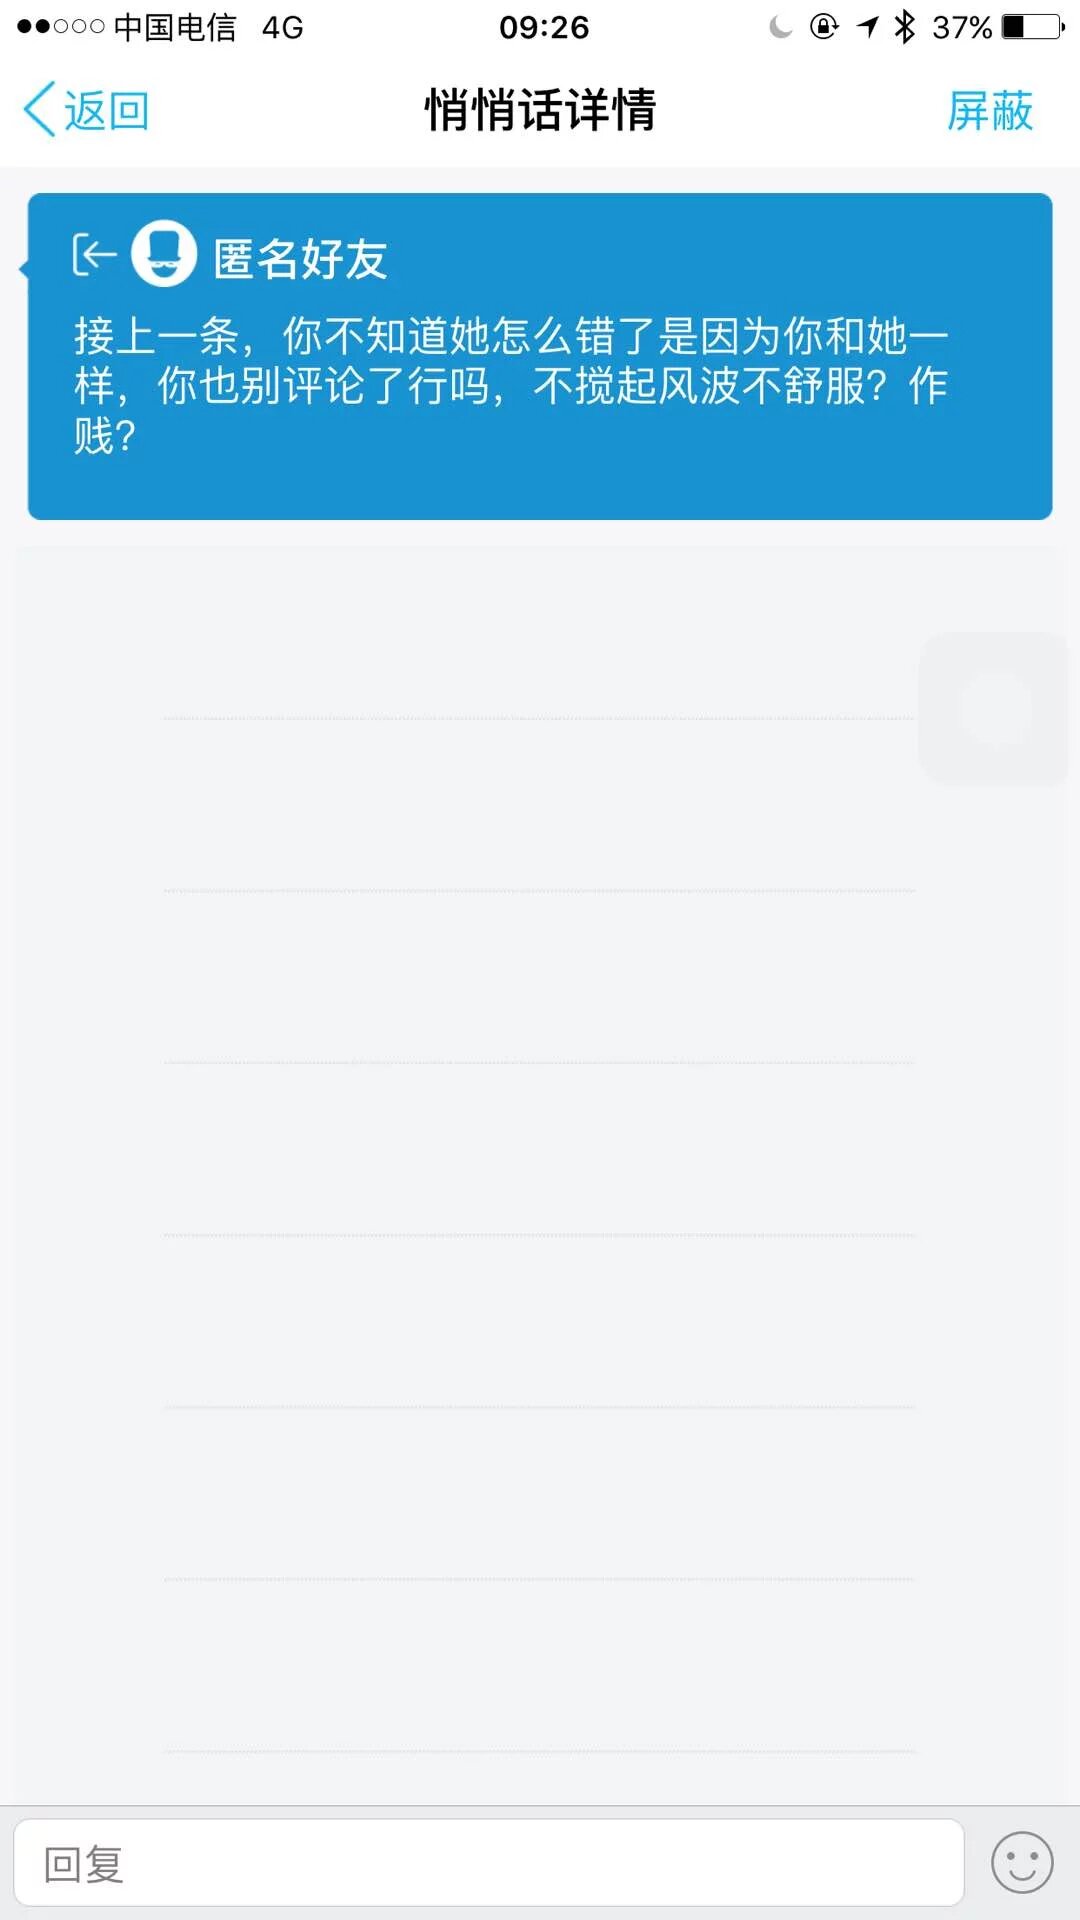 中国电信 4G 09:26 37%
返回 悄悄话详情 屏蔽
匿名好友
接上一条，你不知道她怎么错了是因为你和她一
样，你也别评论了行吗，不搅起风波不舒服？作
贱？
回复